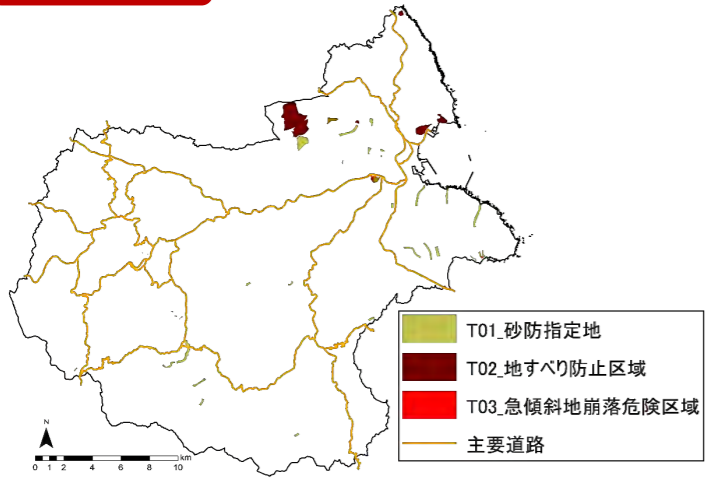 T01_砂防指定地
T02_地すべり防止区域
T03_急傾斜地崩落危険区域
主要道路
N
0 1 2 4 6 8 10 km